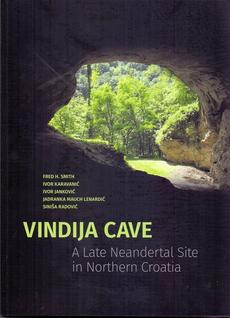 FRED H. SMITH
IVOR KARAVANIĆ
IVOR JANKOVIĆ
JADRANKA MAUCH LENARDIĆ
SINIŠA RADOVIĆ
VINDIJA CAVE
A Late Neandertal Site
in Northern Croatia